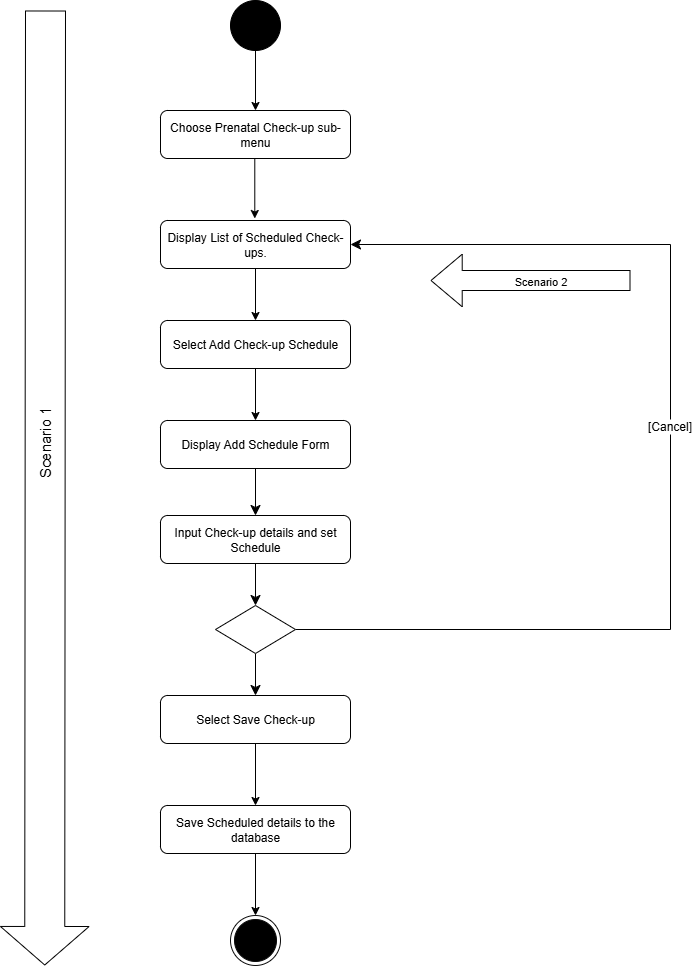 Choose Prenatal Check-up sub-
menu
Display List of Scheduled Check-
ups.
Scenario 2
Select Add Check-up Schedule
Scenario 1
[Cancel]
Display Add Schedule Form
Input Check-up details and set
Schedule
Select Save Check-up
Save Scheduled details to the
database